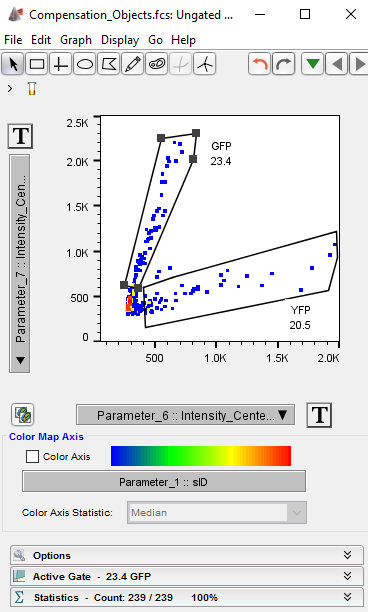 Compensation_Objects.fcs: Ungated ...
File Edit Graph Display Go Help
T
2.5K
2.0K
1.5K
1.0K
500
0
GFP
23.4
YFP
20.5
500 1.0K 1.5K 2.0K
Parameter_7 :: Intensity_Cen...
Parameter_6 :: Intensity_Cente...
T
Color Map Axis
Color Axis
Parameter_1 :: sID
Color Axis Statistic: Median
Options
Active Gate - 23.4 GFP
Σ Statistics - Count: 239 / 239 100%